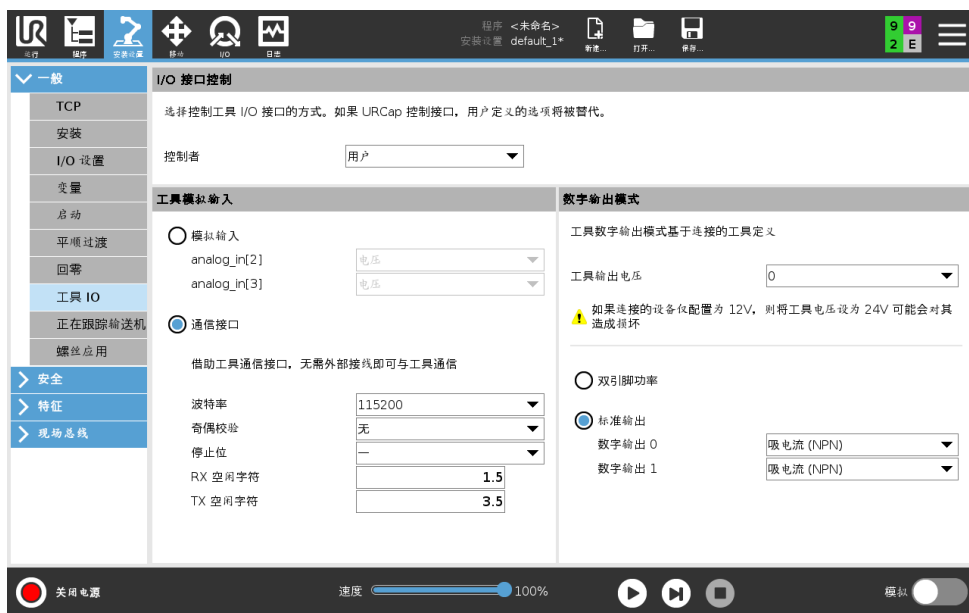 UR
运行
程序
安装设置
移动
I/O
日志
程序 <未命名>
安装设置 default_1*
新建...
打开...
保存...
9 9
2 E
一般
TCP
安装
I/O 设置
变量
启动
平顺过渡
回零
工具 IO
正在跟踪输送机
螺丝应用
安全
特征
现场总线
I/O 接口控制
选择控制工具 I/O 接口的方式。如果 URCap 控制接口，用户定义的选项将被替代。
控制者 用户
工具模拟输入
模拟输入
analog_in[2] 电压
analog_in[3] 电压
通信接口
借助工具通信接口，无需外部接线即可与工具通信
波特率 115200
奇偶校验 无
停止位 一
RX 空闲字符 1.5
TX 空闲字符 3.5
数字输出模式
工具数字输出模式基于连接的工具定义
工具输出电压 0
如果连接的设备仅配置为 12V，则将工具电压设为 24V 可能会对其
造成损坏
双引脚功率
标准输出
数字输出 0 吸电流 (NPN)
数字输出 1 吸电流 (NPN)
关闭电源
速度 100%
模拟